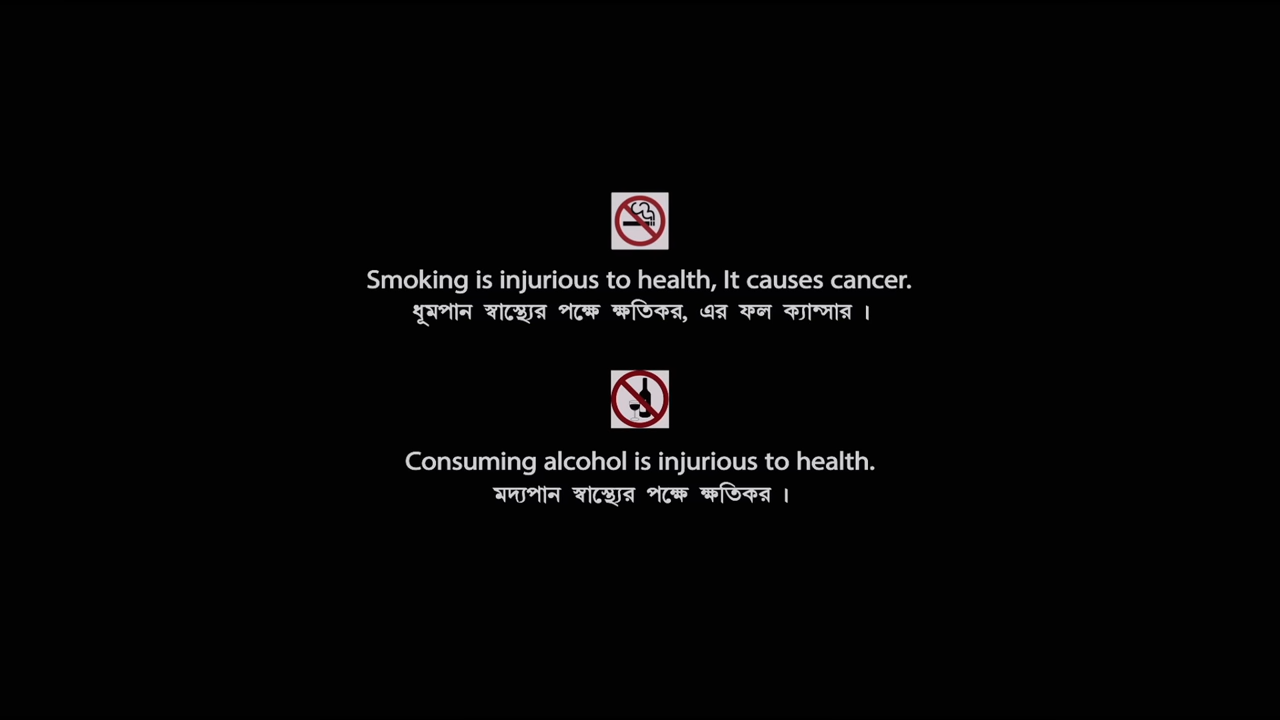 Smoking is injurious to health, It causes cancer.
ধূমপান স্বাস্থ্যের পক্ষে ক্ষতিকর, এর ফল ক্যান্সার ।
Consuming alcohol is injurious to health.
মদ্যপান স্বাস্থ্যের পক্ষে ক্ষতিকর ।